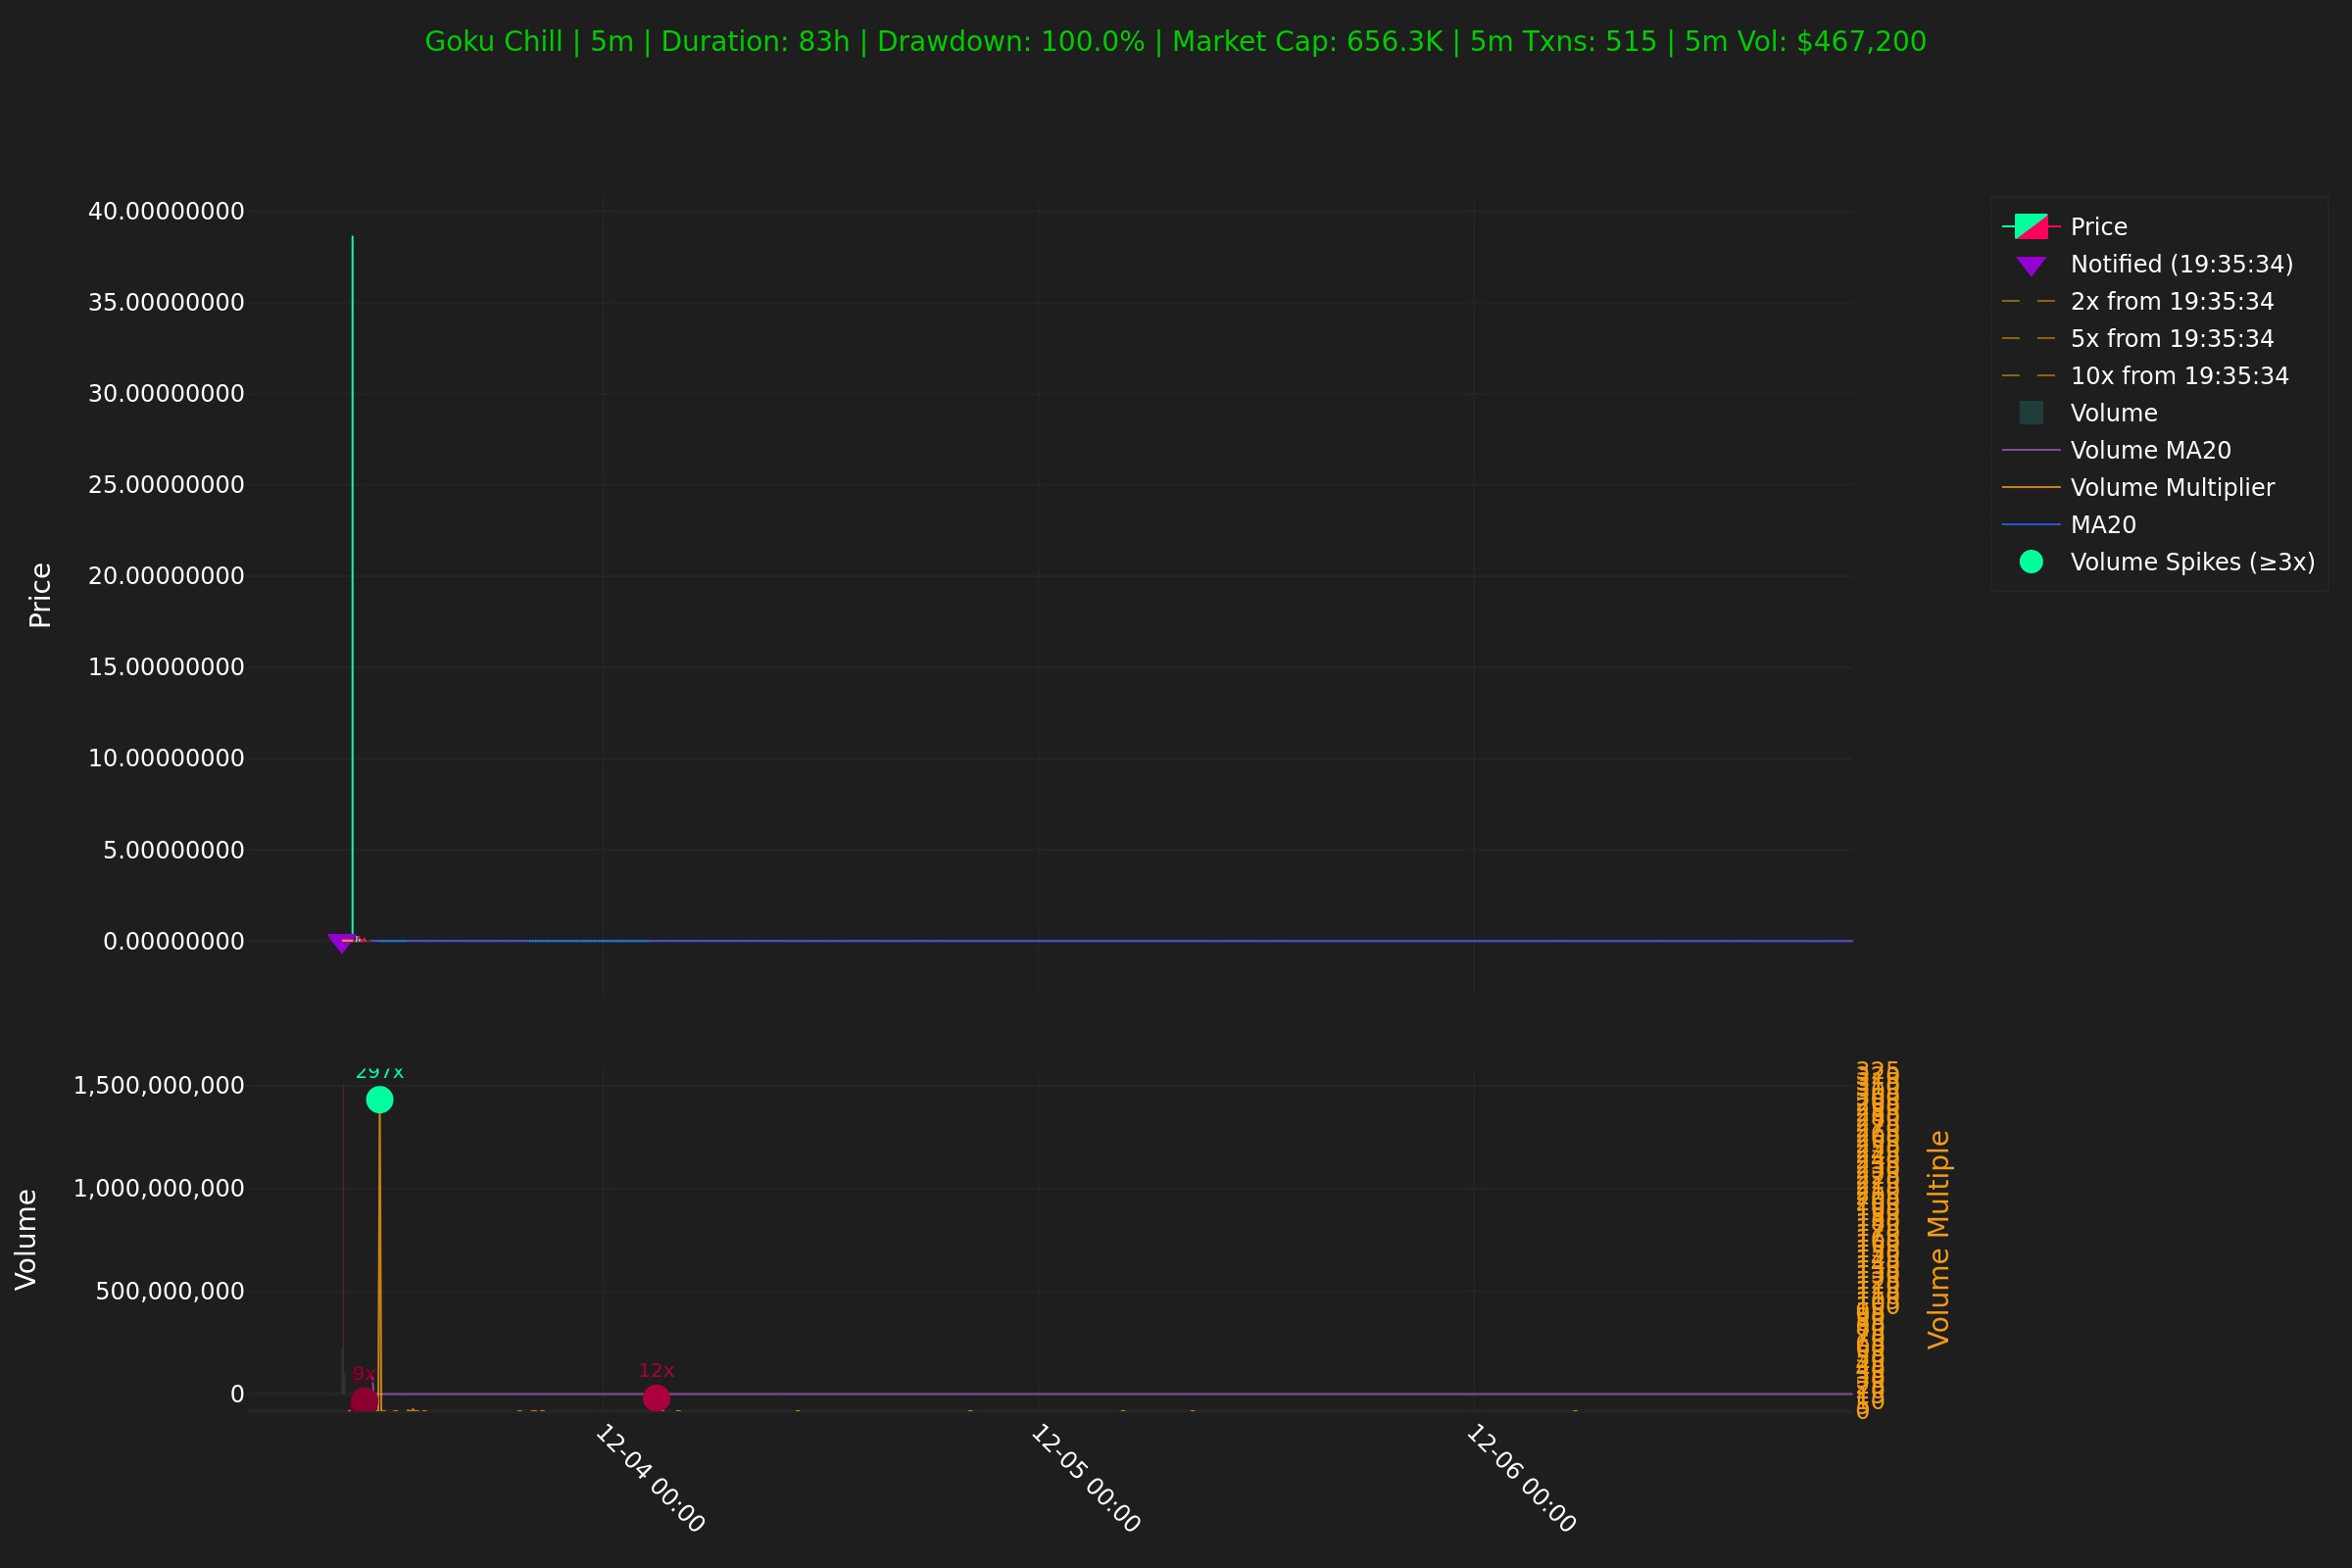 Goku Chill | 5m | Duration: 83h | Drawdown: 100.0% | Market Cap: 656.3K | 5m Txns: 515 | 5m Vol: $467,200
Price
40.00000000
35.00000000
30.00000000
25.00000000
20.00000000
15.00000000
10.00000000
5.00000000
0.00000000
Price
Notified (19:35:34)
2x from 19:35:34
5x from 19:35:34
10x from 19:35:34
Volume
Volume MA20
Volume Multiplier
MA20
Volume Spikes (≥3x)
Volume
1,500,000,000
1,000,000,000
500,000,000
0
297x
9x
12x
Volume Multiple
12-04 00:00
12-05 00:00
12-06 00:00